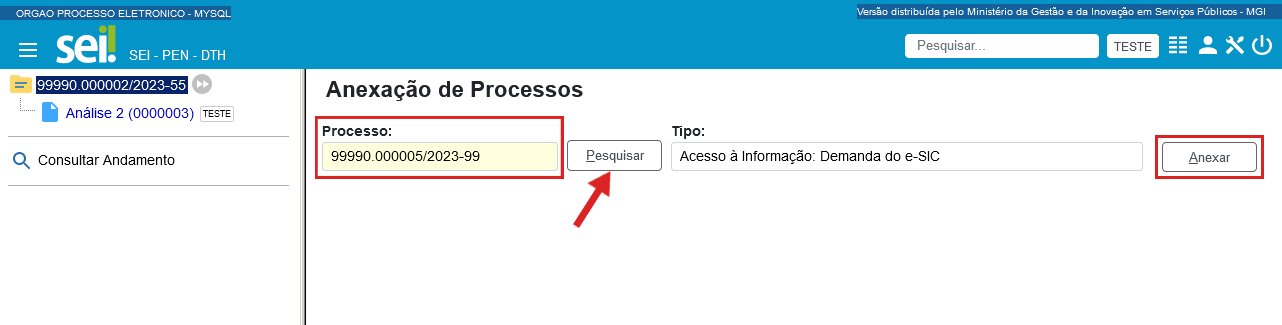 ORGAO PROCESSO ELETRONICO - MYSQL
Versão distribuída pelo Ministério da Gestão e da Inovação em Serviços Públicos - MGI
sei!
SEI - PEN - DTH
Pesquisar...
TESTE
99990.000002/2023-55
Análise 2 (0000003)
TESTE
Consultar Andamento
Anexação de Processos
Processo:
Tipo:
99990.000005/2023-99
Pesquisar
Acesso à Informação: Demanda do e-SIC
Anexar